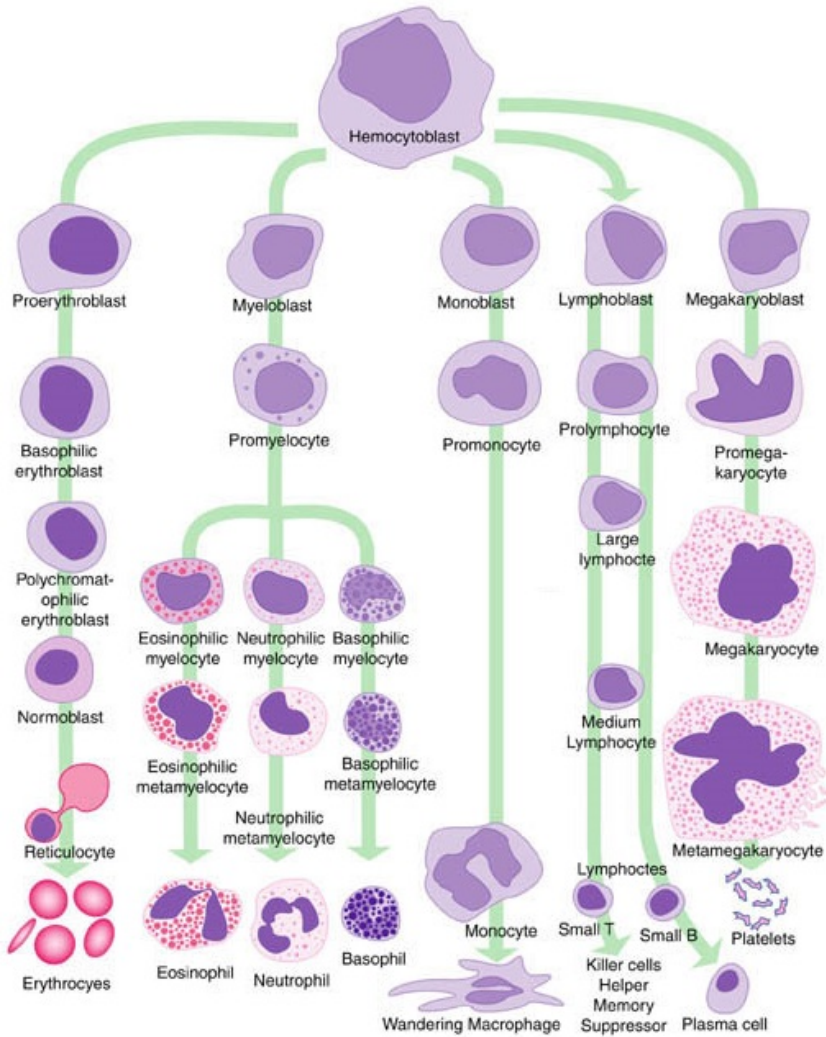 Hemocytoblast
Proerythroblast
Myeloblast
Monoblast
Lymphoblast
Megakaryoblast
Basophilic
erythroblast
Promyelocyte
Promonocyte
Prolymphocyte
Promega-
karyocyte
Polychromat-
ophilic
erythroblast
Large
lymphocte
Eosinophilic
myelocyte
Neutrophilic
myelocyte
Basophilic
myelocyte
Megakaryocyte
Normoblast
Medium
Lymphocyte
Eosinophilic
metamyelocyte
Neutrophilic
metamyelocyte
Basophilic
metamyelocyte
Reticulocyte
Metamegakaryocyte
Lymphoctes
Erythrocyes
Eosinophil
Neutrophil
Basophil
Monocyte
Small T
Small B
Platelets
Wandering Macrophage
Killer cells
Helper
Memory
Suppressor
Plasma cell